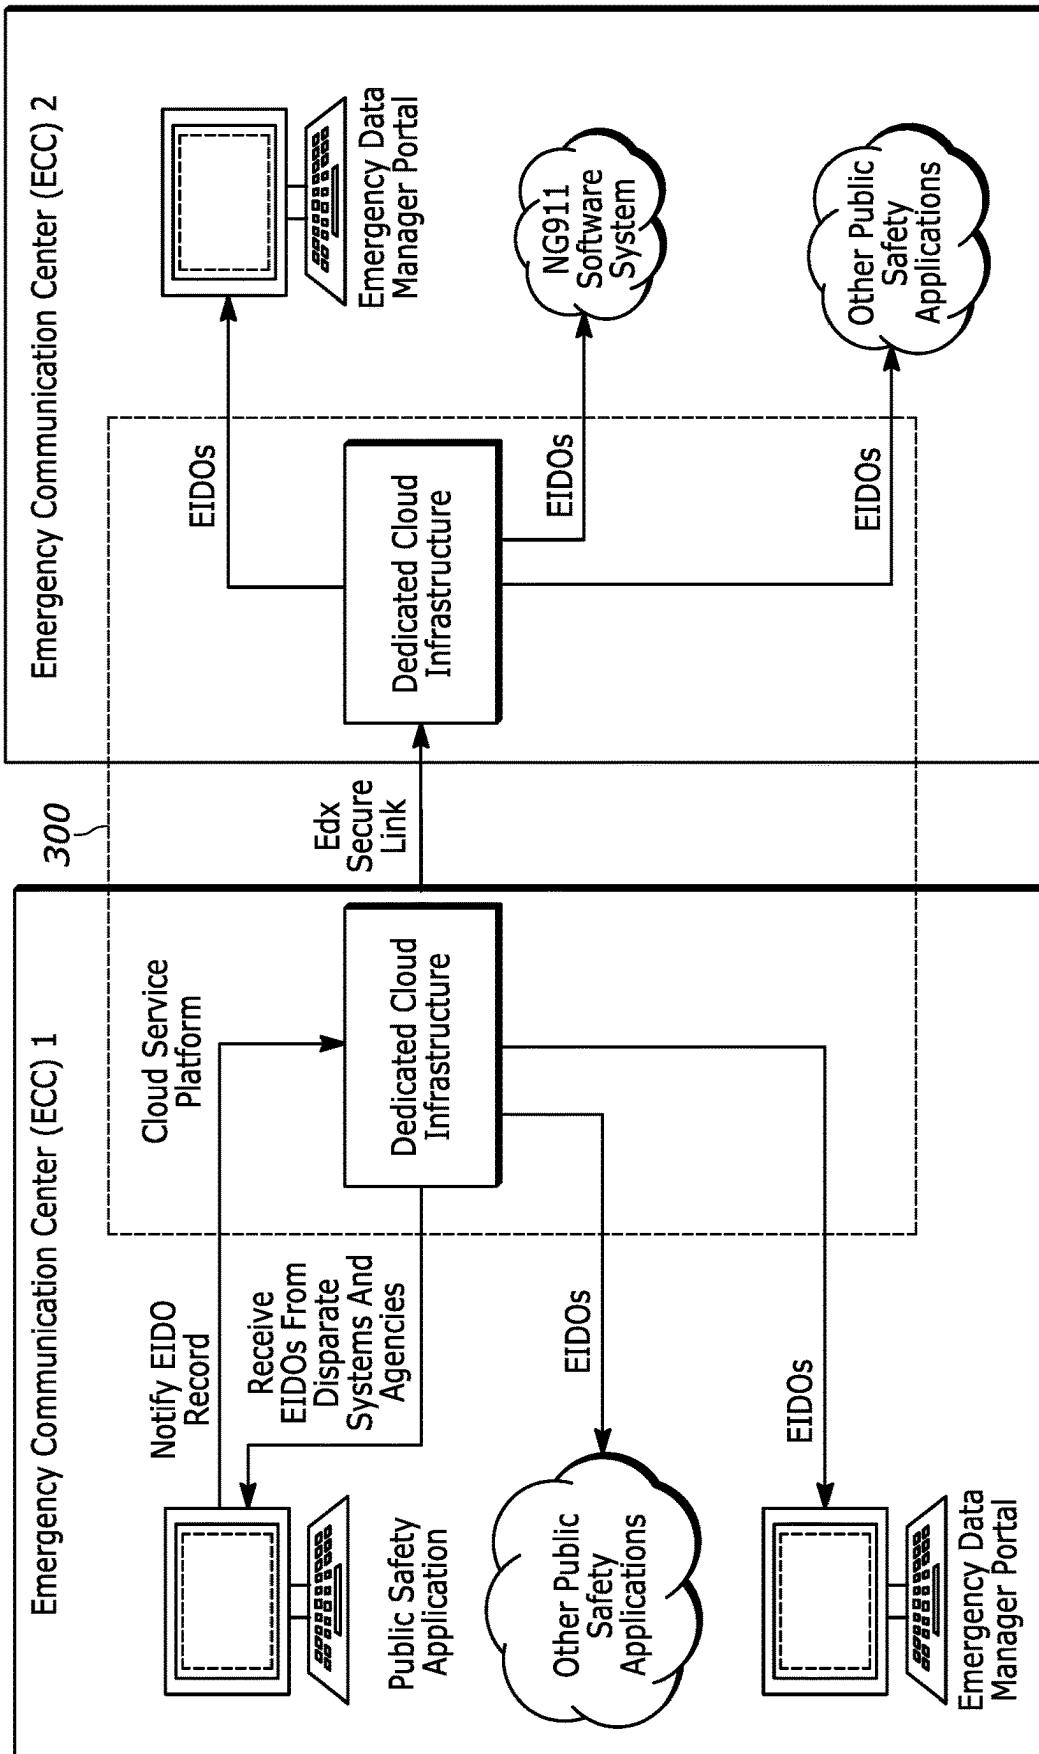 Emergency Communication Center (ECC) 1
Cloud Service
Platform
Notify EIDO
Record
Receive
EIDOs From
Disparate
Systems And
Agencies
Public Safety
Application
Dedicated Cloud
Infrastructure
EIDOs
Other Public
Safety
Applications
EIDOs
Emergency Data
Manager Portal
300
Edx
Secure
Link
Emergency Communication Center (ECC) 2
EIDOs
Emergency Data
Manager Portal
Dedicated Cloud
Infrastructure
EIDOs
NG911
Software
System
EIDOs
Other Public
Safety
Applications